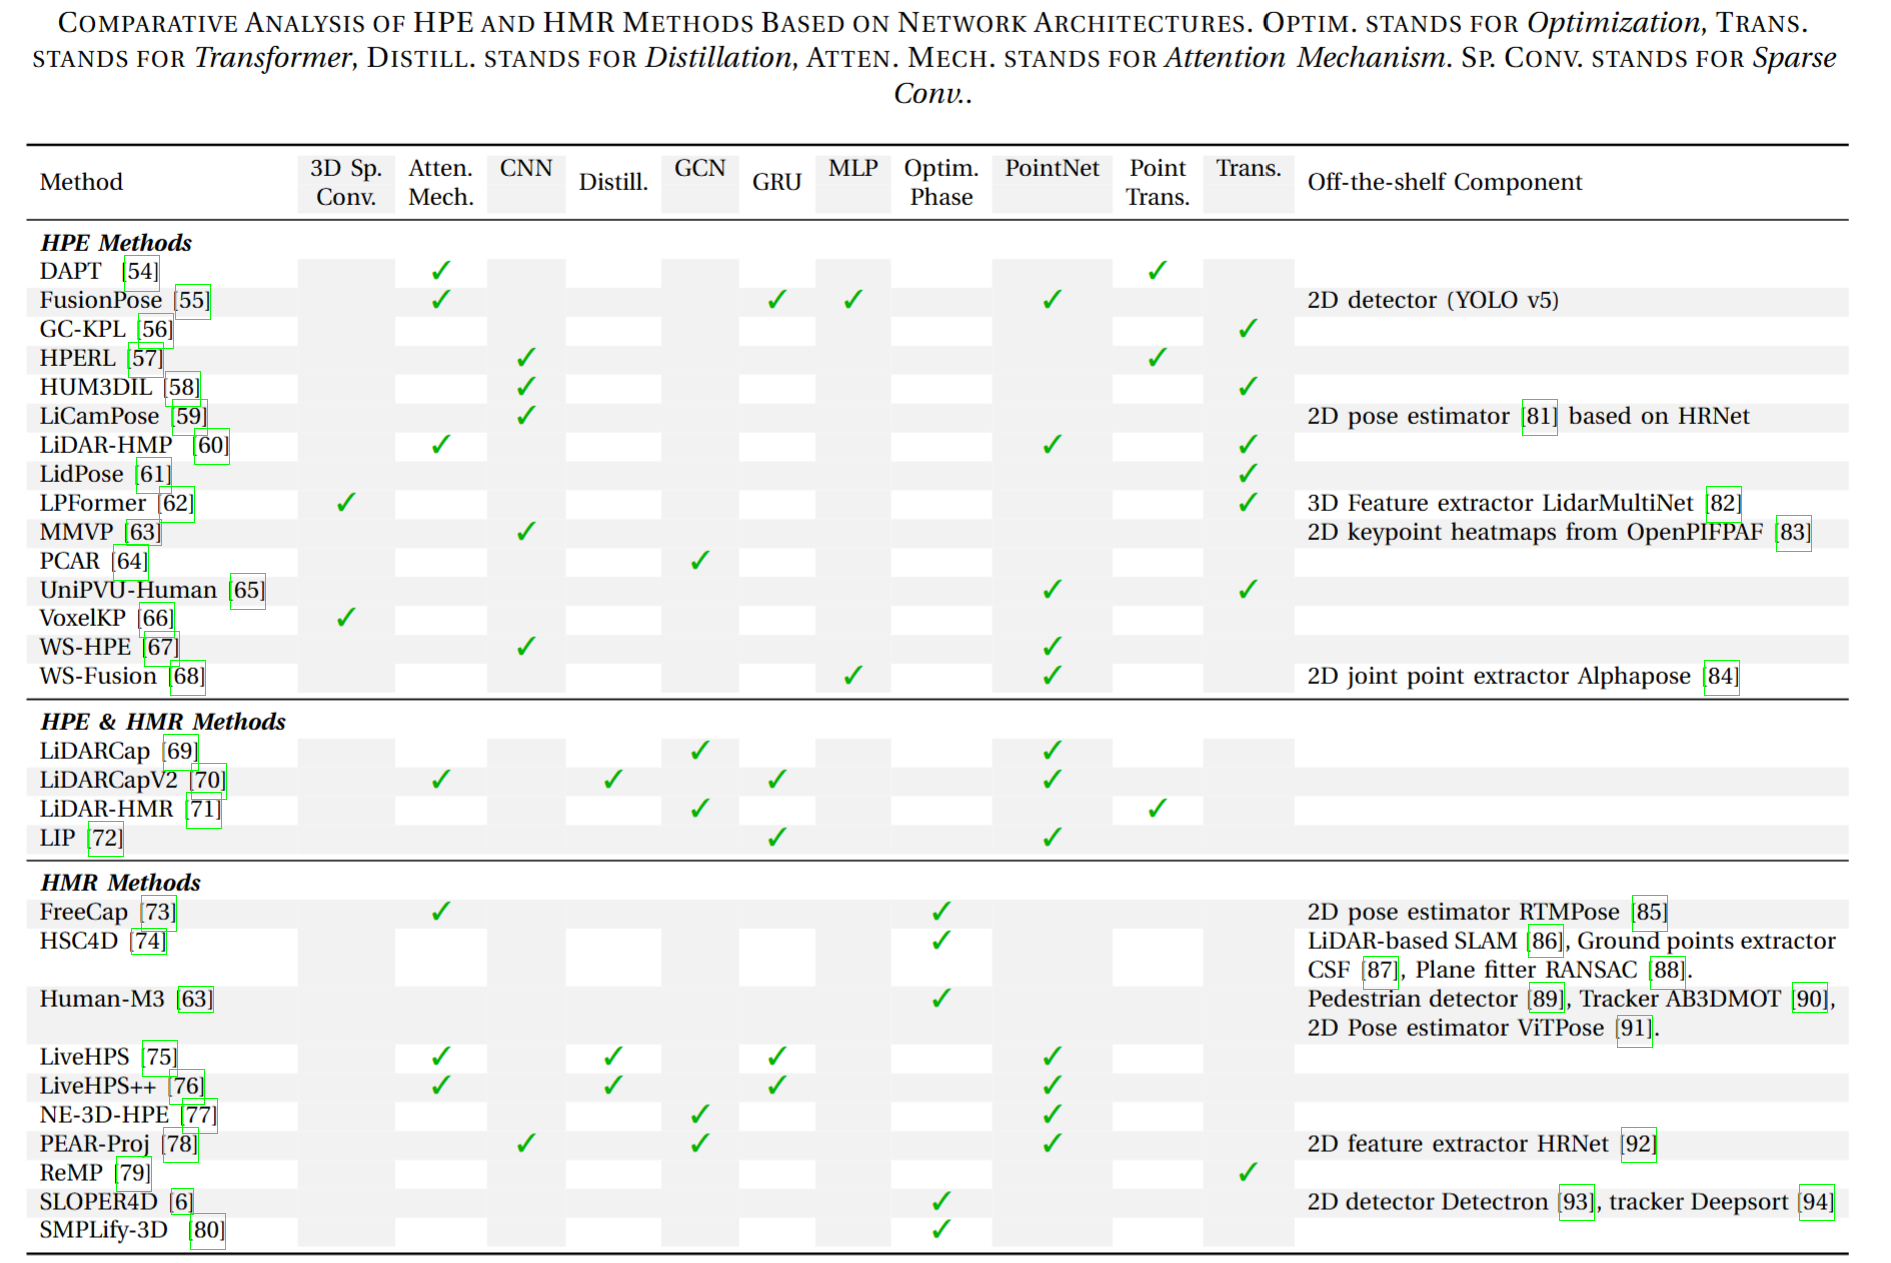 COMPARATIVE ANALYSIS OF HPE AND HMR METHODS BASED ON NETWORK ARCHITECTURES. OPTIM. STANDS FOR Optimization, TRANS.
STANDS FOR Transformer, DISTILL. STANDS FOR Distillation, ATTEN. MECH. STANDS FOR Attention Mechanism. SP. CONV. STANDS FOR Sparse
Conv..
Method 3D Sp. Conv. Atten. Mech. CNN Distill. GCN GRU MLP Optim. Phase PointNet Point Trans. Trans. Off-the-shelf Component
HPE Methods
DAPT [54] ✓ ✓
FusionPose [55] ✓ ✓ ✓ ✓ 2D detector (YOLO v5)
GC-KPL [56] ✓
HPERL [57] ✓ ✓
HUM3DIL [58] ✓ ✓
LiCamPose [59] ✓ 2D pose estimator [81] based on HRNet
LiDAR-HMP [60] ✓ ✓ ✓
LidPose [61] ✓
LPFormer [62] ✓ ✓ 3D Feature extractor LidarMultiNet [82]
MMVP [63] ✓ 2D keypoint heatmaps from OpenPIFPAF [83]
PCAR [64] ✓
UniPVU-Human [65] ✓ ✓
VoxelKP [66] ✓
WS-HPE [67] ✓ ✓
WS-Fusion [68] ✓ ✓ 2D joint point extractor Alphapose [84]
HPE & HMR Methods
LiDARCap [69] ✓ ✓
LiDARCapV2 [70] ✓ ✓ ✓ ✓
LiDAR-HMR [71] ✓ ✓
LIP [72] ✓ ✓
HMR Methods
FreeCap [73] ✓ ✓ 2D pose estimator RTMPose [85]
HSC4D [74] ✓ LiDAR-based SLAM [86], Ground points extractor
CSF [87], Plane fitter RANSAC [88].
Human-M3 [63] ✓ Pedestrian detector [89], Tracker AB3DMOT [90],
2D Pose estimator ViTPose [91].
LiveHPS [75] ✓ ✓ ✓ ✓
LiveHPS++ [76] ✓ ✓ ✓ ✓
NE-3D-HPE [77] ✓ ✓
PEAR-Proj [78] ✓ ✓ ✓ 2D feature extractor HRNet [92]
ReMP [79] ✓
SLOPER4D [6] ✓ 2D detector Detectron [93], tracker Deepsort [94]
SMPLify-3D [80] ✓